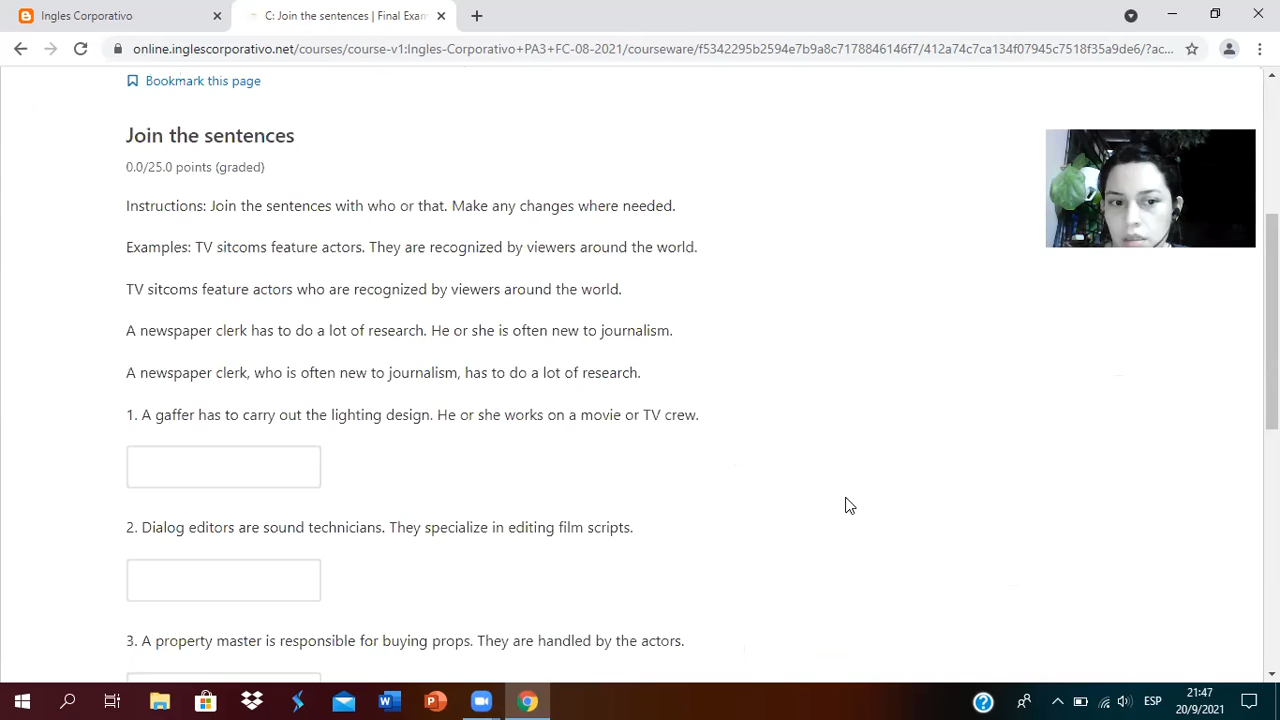 Ingles Corporativo
C: Join the sentences | Final Exam
online.inglescorporativo.net/courses/course-v1:Ingles-Corporativo+PA3+FC-08-2021/courseware/f5342295b2594e7b9a8c7178846146f7/412a74c7ca134f07945c7518f35a9de6/?ac...
Bookmark this page
Join the sentences
0.0/25.0 points (graded)
Instructions: Join the sentences with who or that. Make any changes where needed.
Examples: TV sitcoms feature actors. They are recognized by viewers around the world.
TV sitcoms feature actors who are recognized by viewers around the world.
A newspaper clerk has to do a lot of research. He or she is often new to journalism.
A newspaper clerk, who is often new to journalism, has to do a lot of research.
1. A gaffer has to carry out the lighting design. He or she works on a movie or TV crew.
2. Dialog editors are sound technicians. They specialize in editing film scripts.
3. A property master is responsible for buying props. They are handled by the actors.
ESP
21:47
20/9/2021